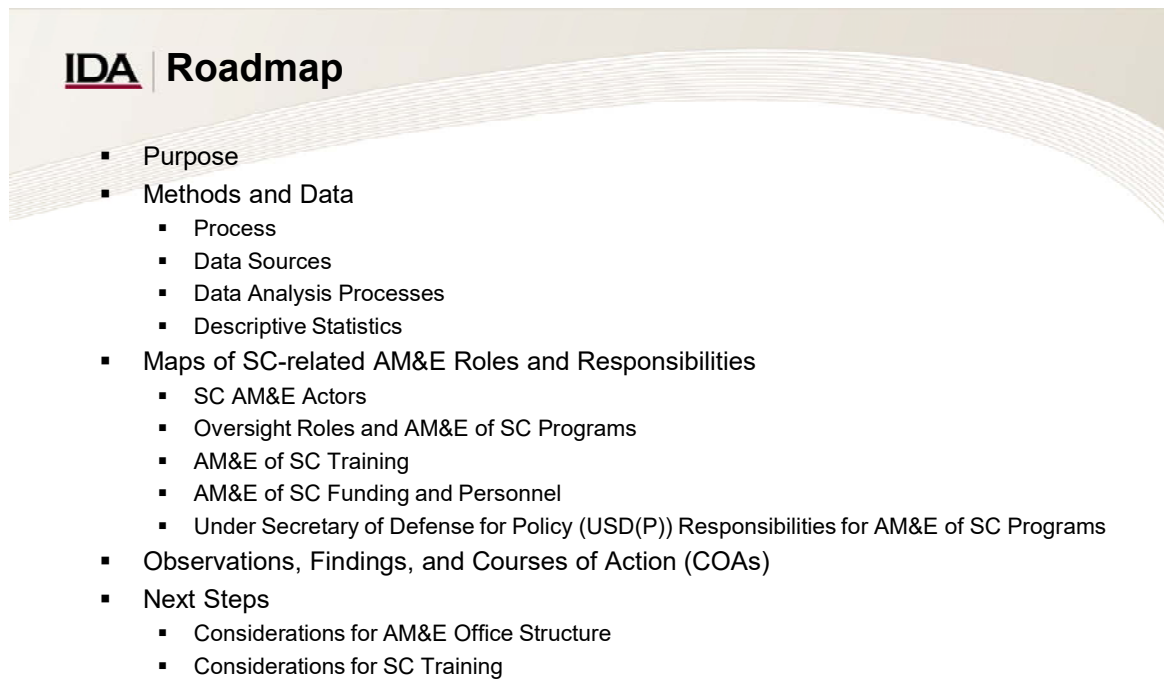 IDA Roadmap
▪ Purpose
▪ Methods and Data
▪ Process
▪ Data Sources
▪ Data Analysis Processes
▪ Descriptive Statistics
▪ Maps of SC-related AM&E Roles and Responsibilities
▪ SC AM&E Actors
▪ Oversight Roles and AM&E of SC Programs
▪ AM&E of SC Training
▪ AM&E of SC Funding and Personnel
▪ Under Secretary of Defense for Policy (USD(P)) Responsibilities for AM&E of SC Programs
▪ Observations, Findings, and Courses of Action (COAs)
▪ Next Steps
▪ Considerations for AM&E Office Structure
▪ Considerations for SC Training